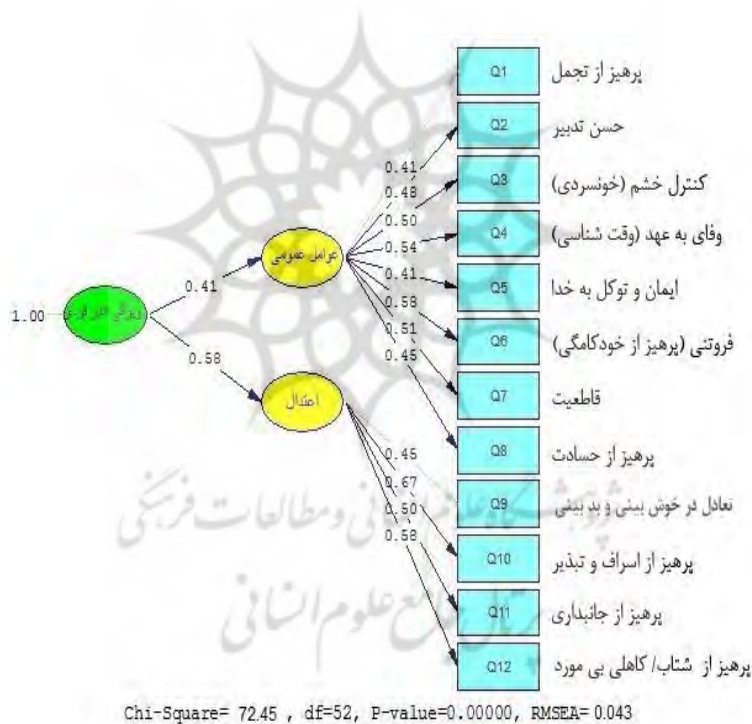 Q1 پرهیز از تجمل
Q2 حسن تدبیر
0.41
Q3 کنترل خشم (خونسردی)
0.48
0.50
Q4 وفای به عهد (وقت شناسی)
0.54
عوامل عمومی
0.41
Q5 ایمان و توکل به خدا
0.41
0.58
1.00
Q6 فروتنی (پرهیز از خودکامگی)
0.51
0.58
0.45
Q7 قاطعیت
اعتدال
Q8 پرهیز از حسادت
0.45
Q9 تعادل در خوش بینی و بد بینی
0.67
0.50
0.58
Q10 پرهیز از اسراف و تبذیر
Q11 پرهیز از جانبداری
Q12 پرهیز از شتاب/ کاهلی بی مورد
و مطالعات فرهنگی
علوم انسانی
Chi-Square= 72.45 , df=52, P-value=0.00000, RMSEA= 0.043